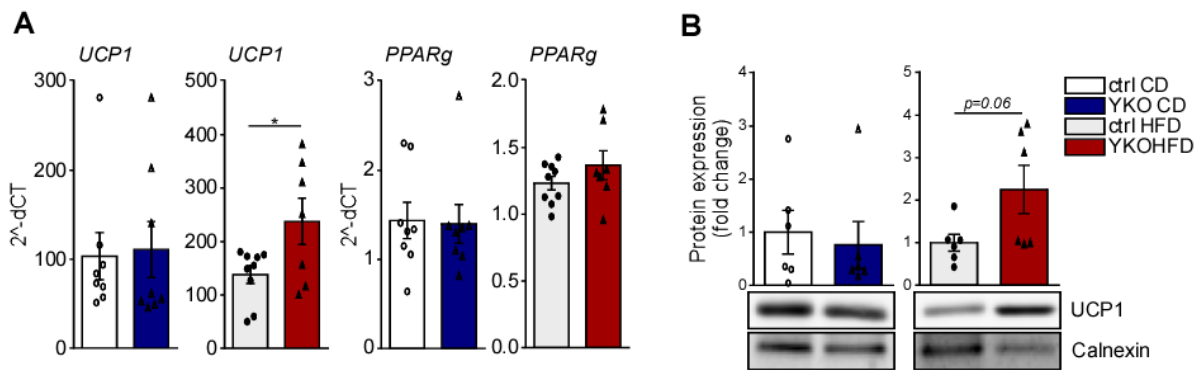 A
B
UCP1
UCP1
PPARg
PPARg
2^-dCT
300
200
100
0
500
400
300
200
100
0
*
2^-dCT
3
2
1
0
2.0
1.5
1.0
0.5
0.0
Protein expression
(fold change)
4
3
2
1
0
5
4
3
2
1
0
p=0.06
ctrl CD
YKO CD
ctrl HFD
YKOHFD
UCP1
Calnexin